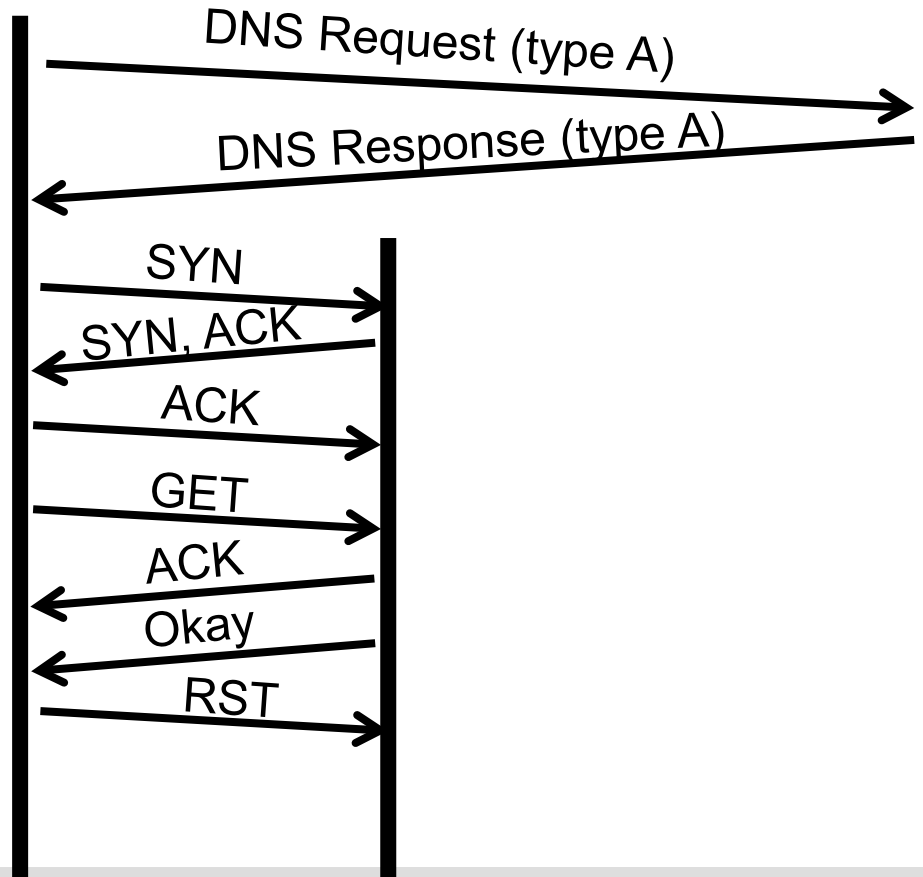 DNS Request (type A)
DNS Response (type A)
SYN
SYN, ACK
ACK
GET
ACK
Okay
RST